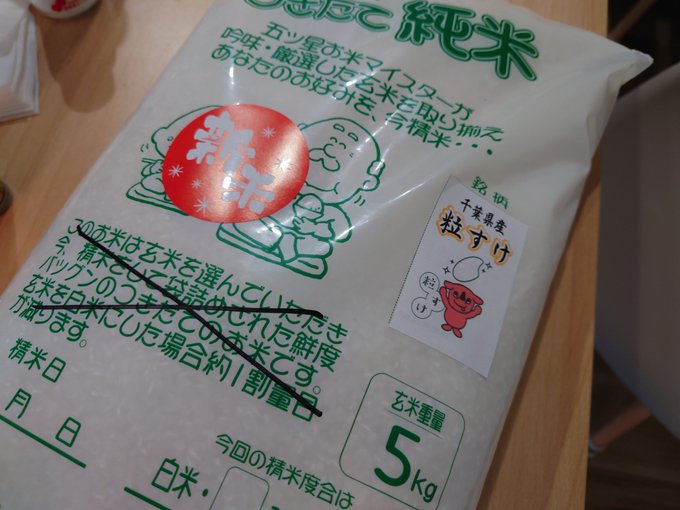 つきたて 純米
五ツ星お米マイスターが
吟味・厳選した玄米を取り揃え
あなたのお好みを、今精米・・・
新米
銘柄
千葉県産
粒すけ
粒すけ
このお米は玄米を選んでいただき
今、精米をして袋詰めされた鮮度
バツグンのつきたてのお米です。
玄米を白米にした場合約1割重量
が減ります。
精米日
月 日
玄米重量
5kg
今回の精米度合は
白米・